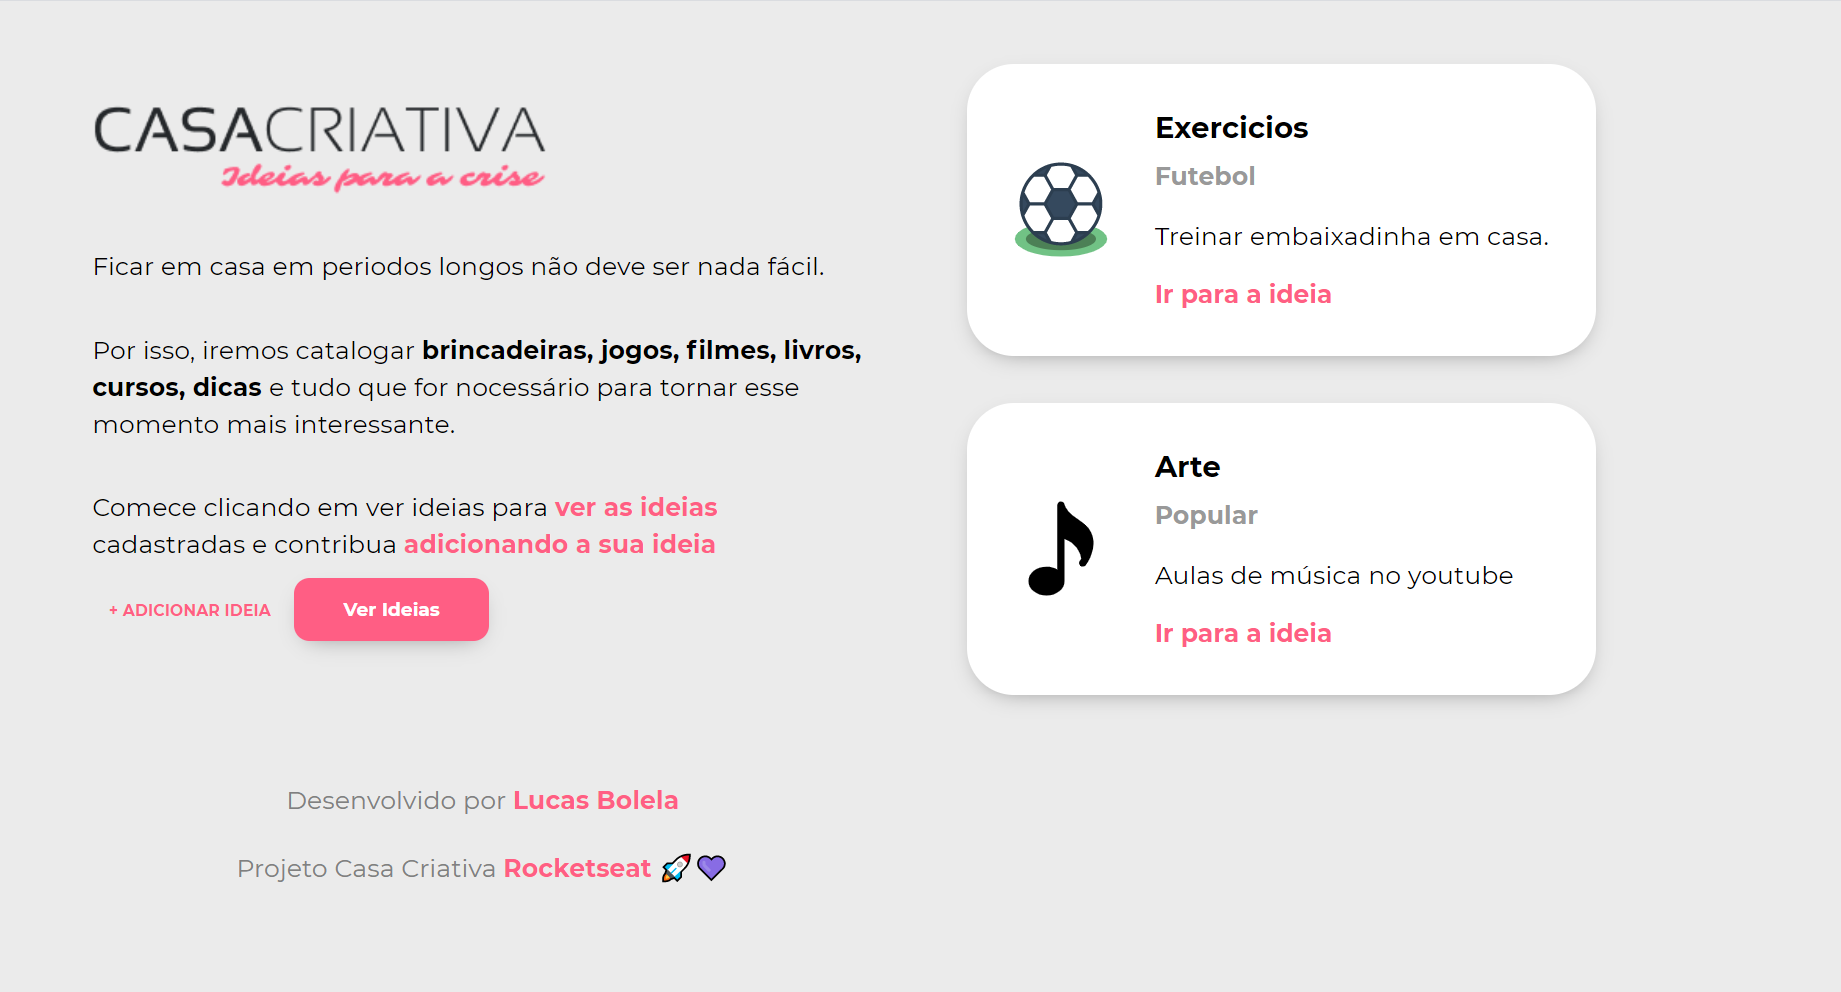 CASACRIATIVA
Ideias para a crise
Ficar em casa em periodos longos não deve ser nada fácil.
Por isso, iremos catalogar brincadeiras, jogos, filmes, livros,
cursos, dicas e tudo que for nocessário para tornar esse
momento mais interessante.
Comece clicando em ver ideias para ver as ideias
cadastradas e contribua adicionando a sua ideia
+ ADICIONAR IDEIA
Ver Ideias
Desenvolvido por Lucas Bolela
Projeto Casa Criativa Rocketseat 🚀💜
Exercicios
Futebol
Treinar embaixadinha em casa.
Ir para a ideia
Arte
Popular
Aulas de música no youtube
Ir para a ideia